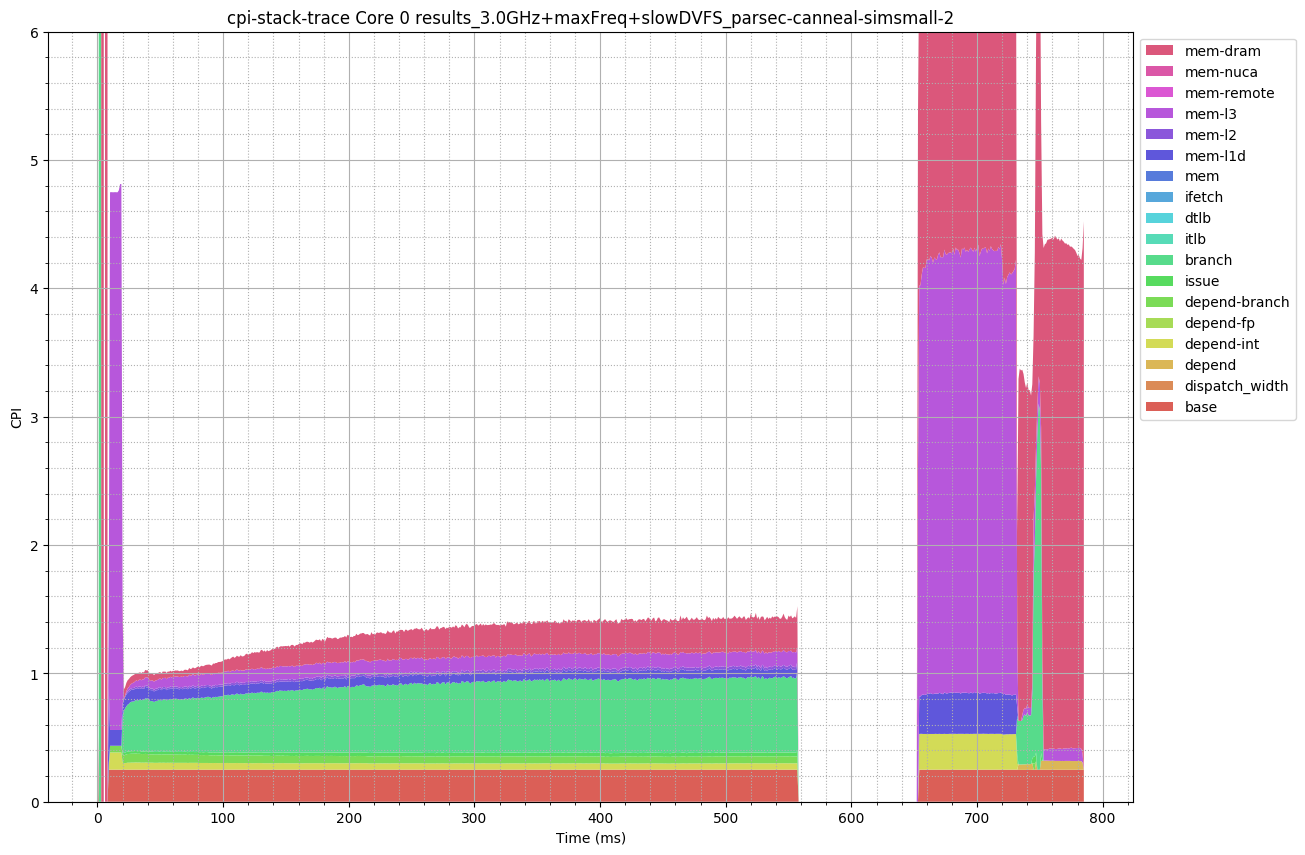 cpi-stack-trace Core 0 results_3.0GHz+maxFreq+slowDVFS_parsec-canneal-simsmall-2
6
5
4
3
2
1
0
CPI
0 100 200 300 400 500 600 700 800
Time (ms)
mem-dram
mem-nuca
mem-remote
mem-l3
mem-l2
mem-l1d
mem
ifetch
dtlb
itlb
branch
issue
depend-branch
depend-fp
depend-int
depend
dispatch_width
base